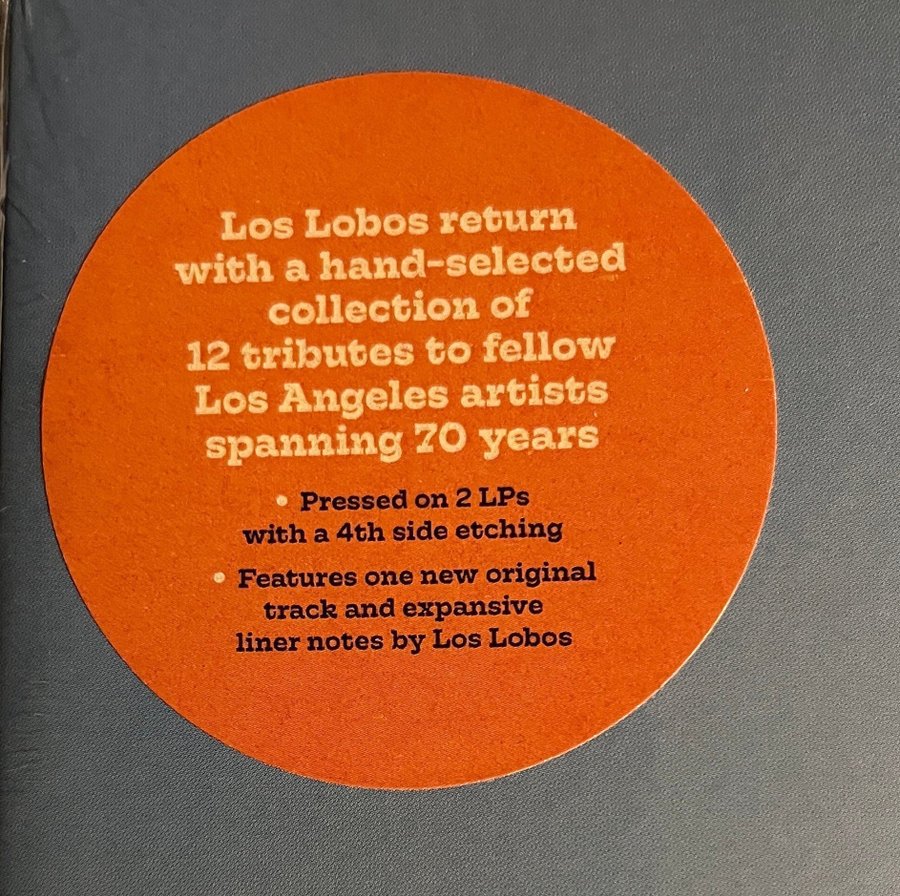 Los Lobos return
with a hand-selected
collection of
12 tributes to fellow
Los Angeles artists
spanning 70 years
• Pressed on 2 LPs
with a 4th side etching
• Features one new original
track and expansive
liner notes by Los Lobos